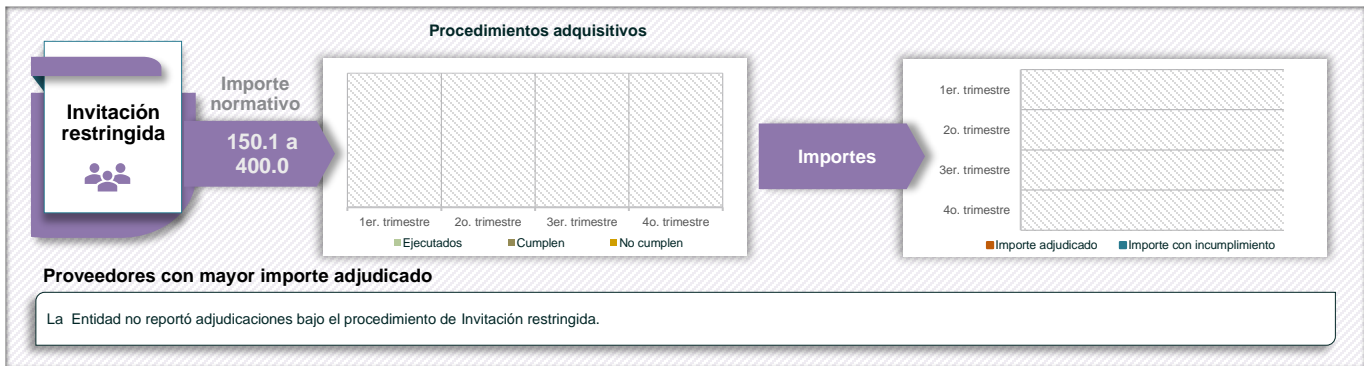 Procedimientos adquisitivos
Invitación
restringida
Importe
normativo
150.1 a
400.0
1er. trimestre 2o. trimestre 3er. trimestre 4o. trimestre
Ejecutados Cumplen No cumplen
Importes
1er. trimestre
2o. trimestre
3er. trimestre
4o. trimestre
Importe adjudicado Importe con incumplimiento
Proveedores con mayor importe adjudicado
La Entidad no reportó adjudicaciones bajo el procedimiento de Invitación restringida.